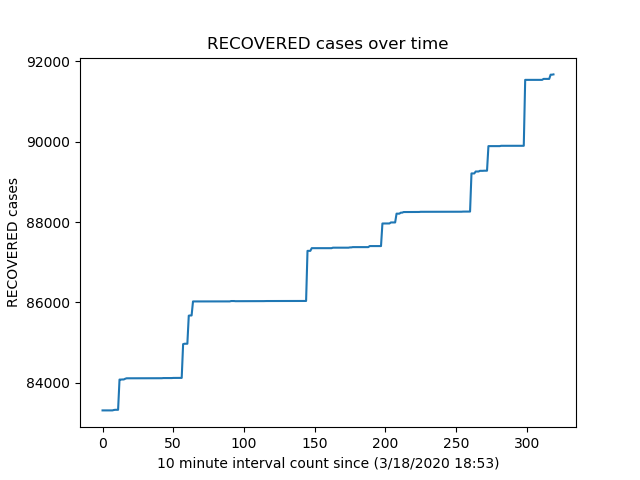 RECOVERED cases over time
92000
90000
88000
86000
84000
RECOVERED cases
0 50 100 150 200 250 300
10 minute interval count since (3/18/2020 18:53)